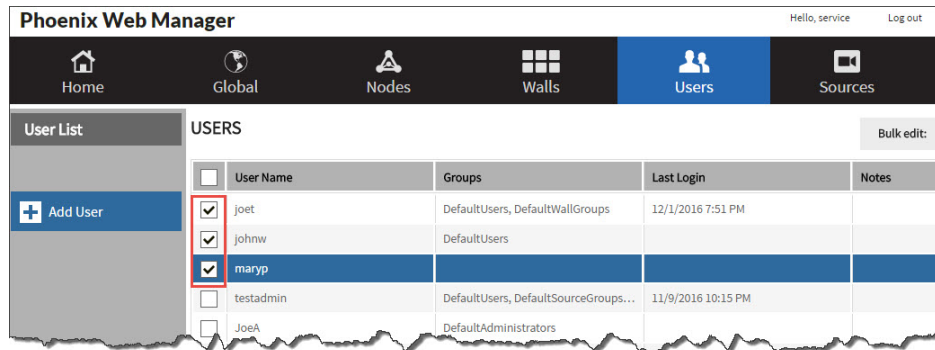 Phoenix Web Manager
Hello, service Log out
Home Global Nodes Walls Users Sources
User List
USERS
Bulk edit:
User Name Groups Last Login Notes
Add User
joet DefaultUsers, DefaultWallGroups 12/1/2016 7:51 PM
johnw DefaultUsers
maryp
testadmin DefaultUsers, DefaultSourceGroups... 11/9/2016 10:15 PM
JoeA DefaultAdministrators